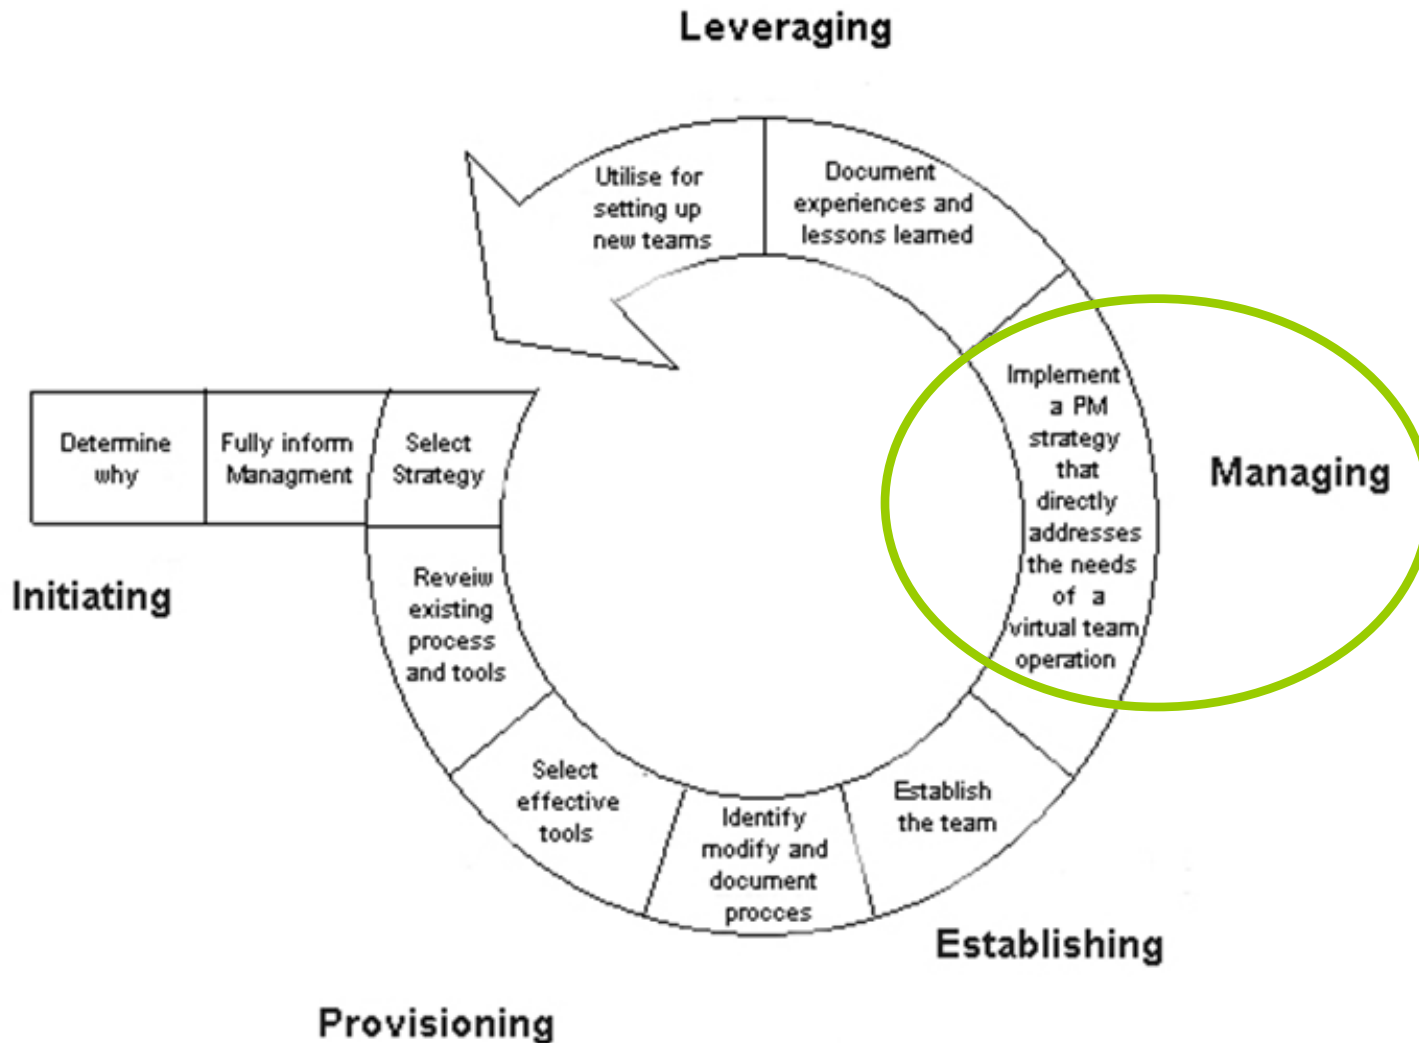 Leveraging
Utilise for
setting up
new teams
Document
experiences and
lessons learned
Implement
a PM
strategy
that
directly
addresses
the needs
of a
virtual team
operation
Managing
Determine
why
Fully inform
Managment
Select
Strategy
Initiating
Reveiw
existing
process
and tools
Select
effective
tools
Identify
modify and
document
procces
Establish
the team
Establishing
Provisioning